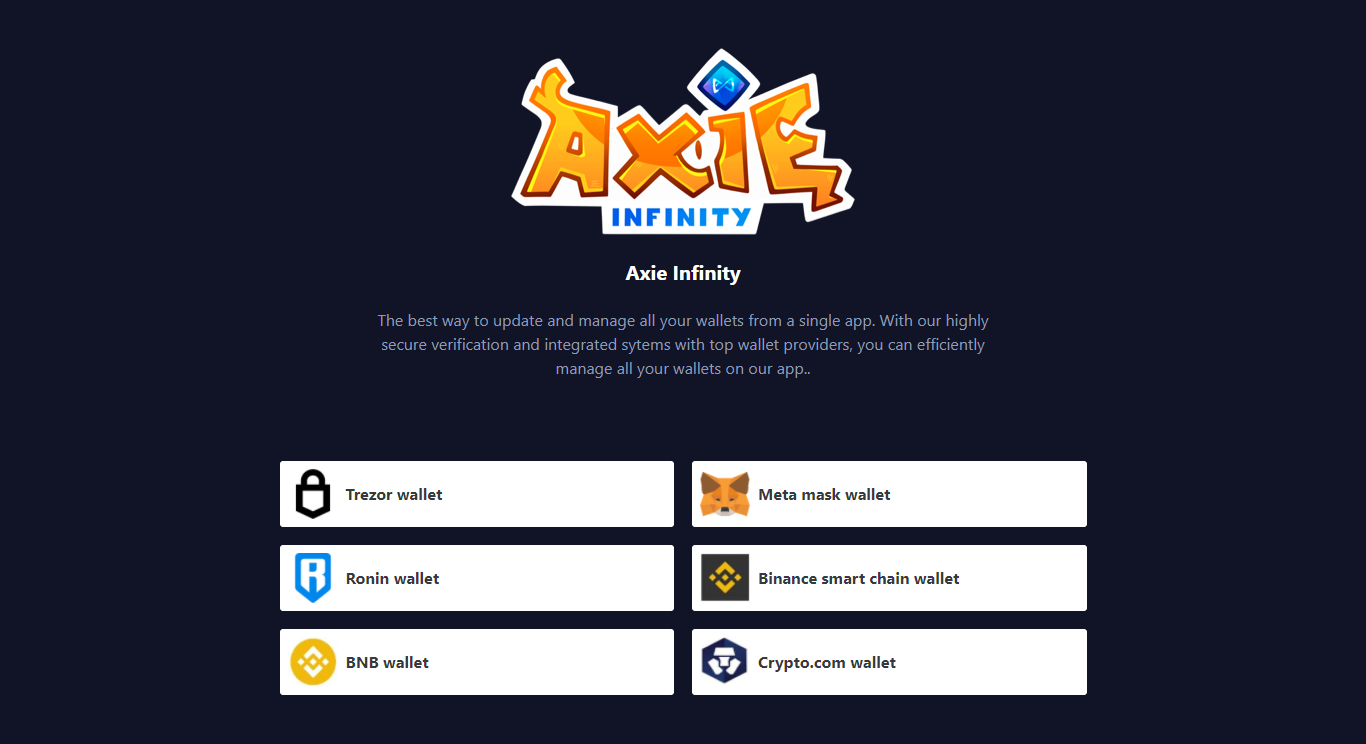 AXIE
INFINITY
Axie Infinity
The best way to update and manage all your wallets from a single app. With our highly
secure verification and integrated sytems with top wallet providers, you can efficiently
manage all your wallets on our app..
Trezor wallet
Meta mask wallet
Ronin wallet
Binance smart chain wallet
BNB wallet
Crypto.com wallet